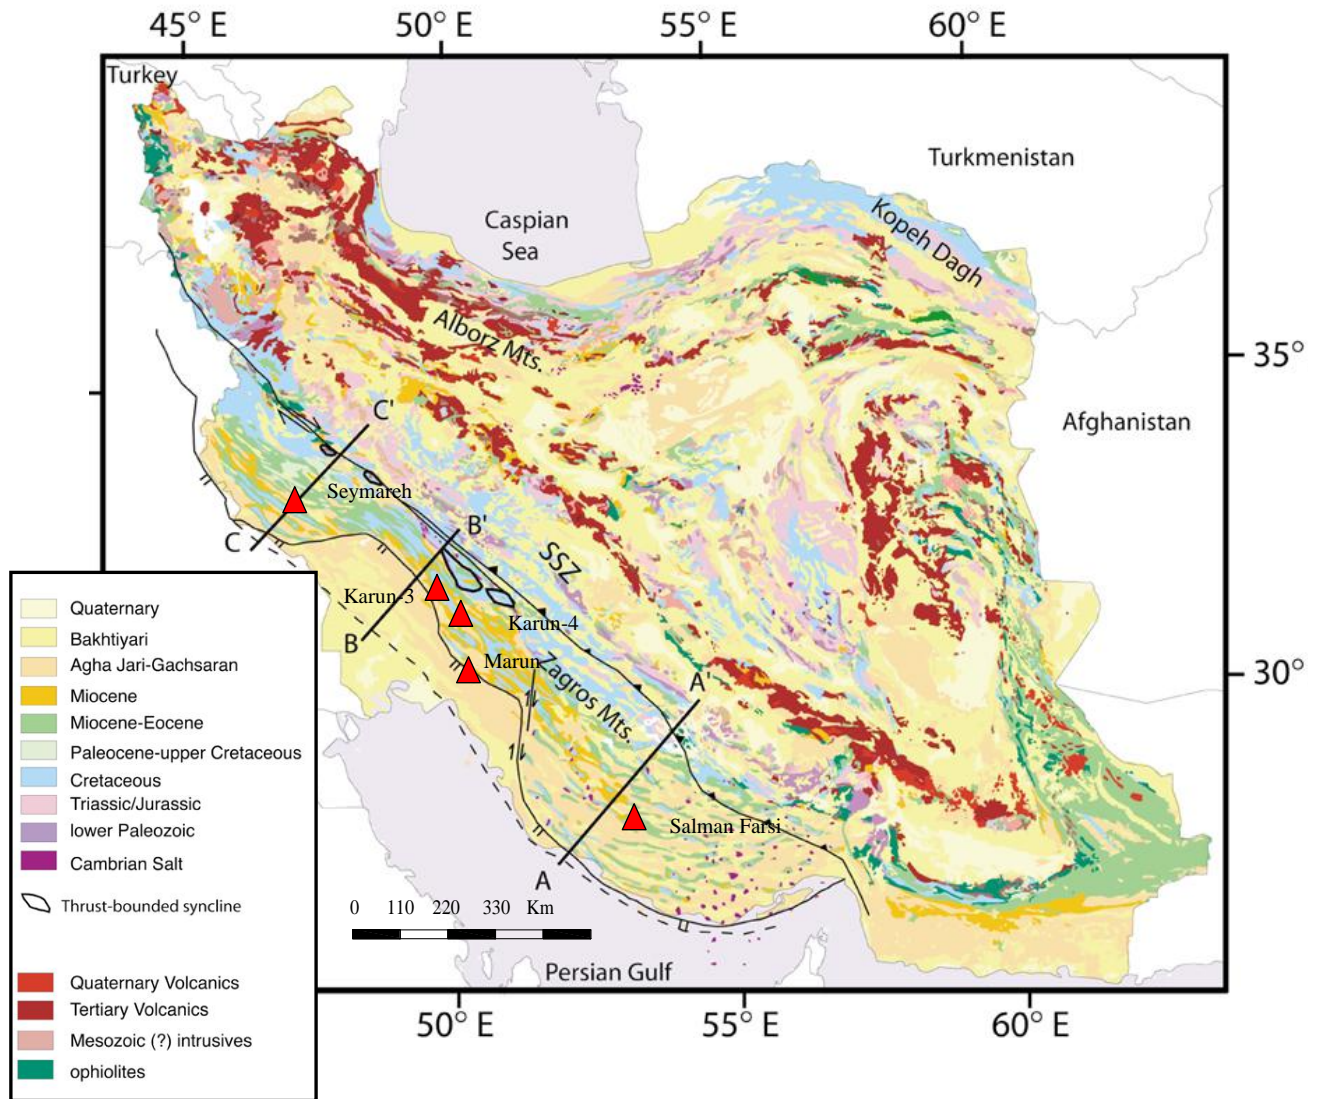 45° E 50° E 55° E 60° E
Turkey
Turkmenistan
Caspian
Sea
Kopeh Dagh
Alborz Mts.
35°
C'
Afghanistan
Seymareh
B'
C
SSZ
Karun-3
Karun-4
B
Marun
Zagros Mts.
30°
A'
Salman Farsi
A
0 110 220 330 Km
Persian Gulf
50° E 55° E 60° E
Quaternary
Bakhtiyari
Agha Jari-Gachsaran
Miocene
Miocene-Eocene
Paleocene-upper Cretaceous
Cretaceous
Triassic/Jurassic
lower Paleozoic
Cambrian Salt
Thrust-bounded syncline
Quaternary Volcanics
Tertiary Volcanics
Mesozoic (?) intrusives
ophiolites